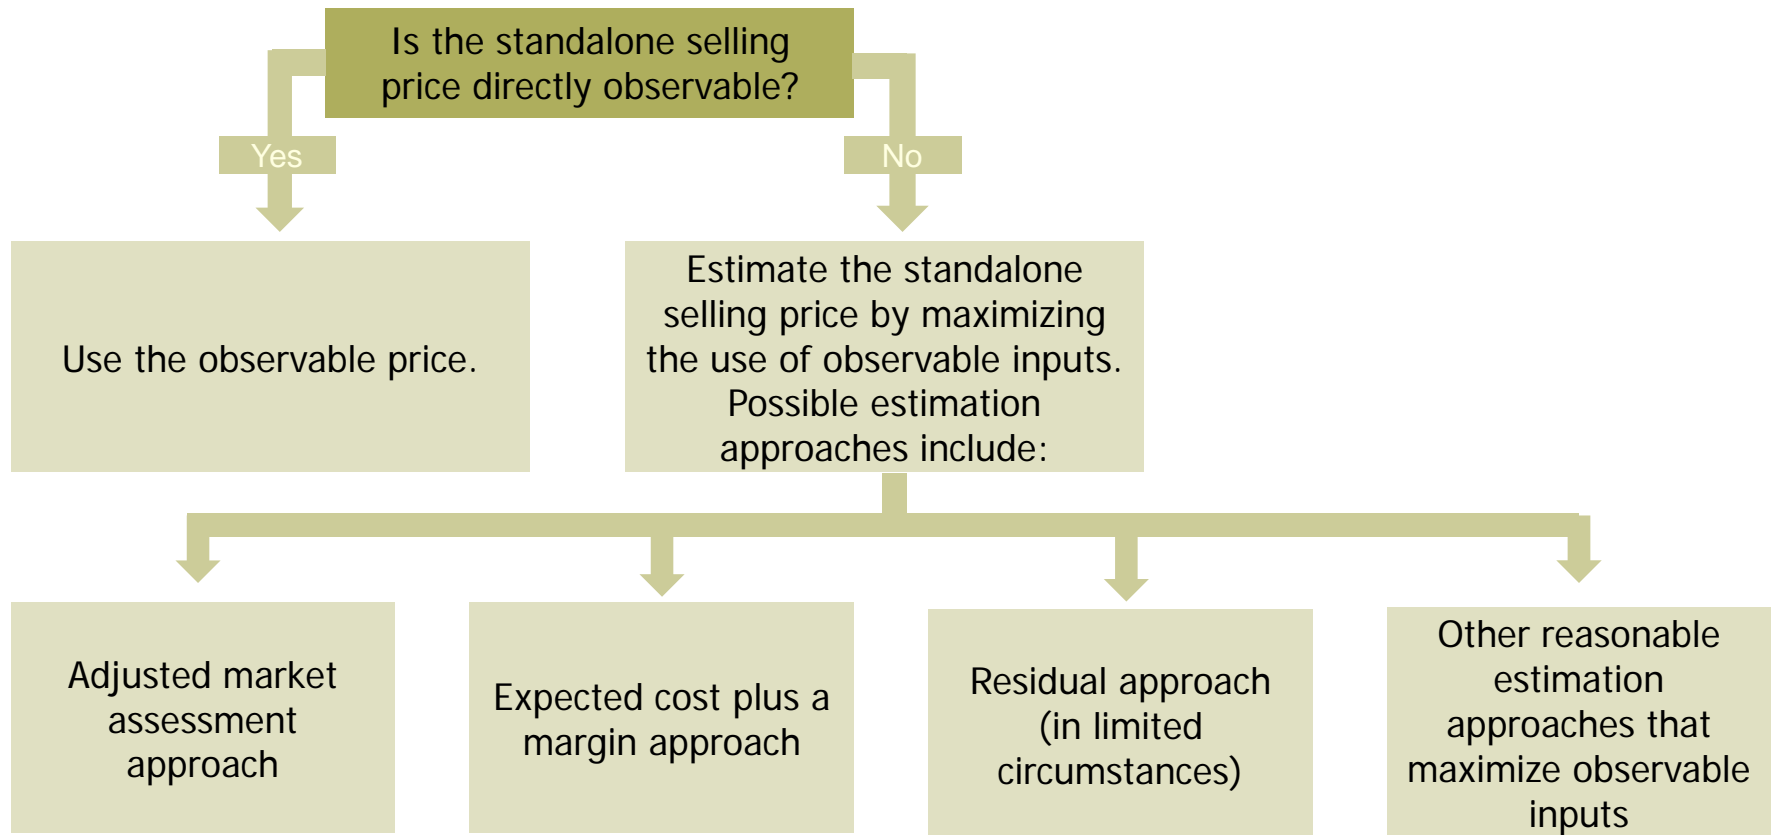 Is the standalone selling
price directly observable?
Yes
No
Use the observable price.
Estimate the standalone
selling price by maximizing
the use of observable inputs.
Possible estimation
approaches include:
Adjusted market
assessment
approach
Expected cost plus a
margin approach
Residual approach
(in limited
circumstances)
Other reasonable
estimation
approaches that
maximize observable
inputs